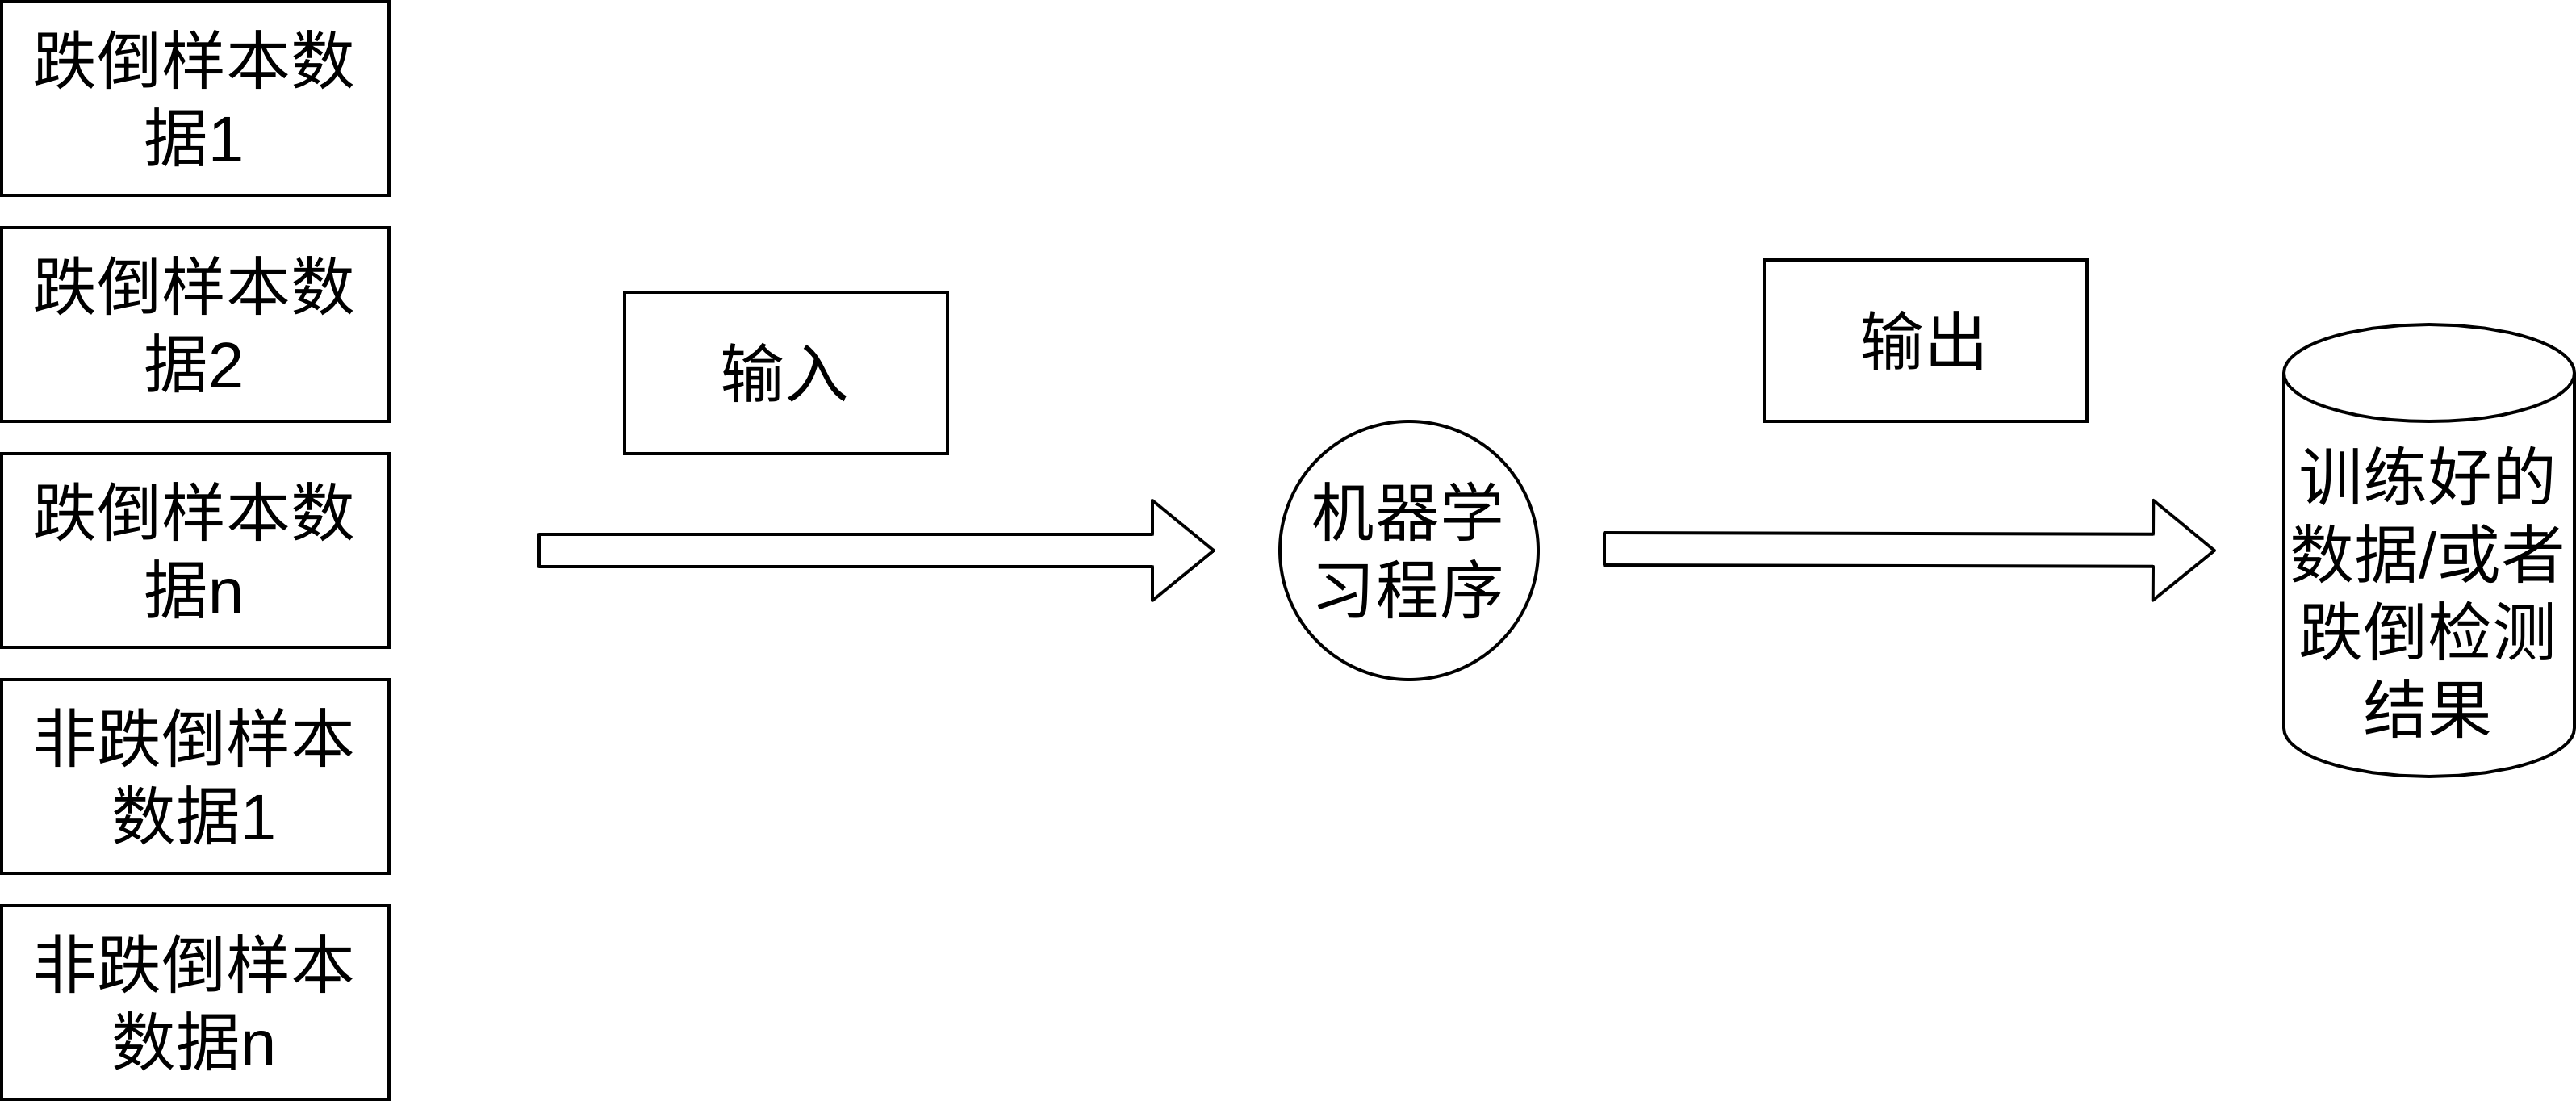 跌倒样本数
据1
跌倒样本数
据2
跌倒样本数
据n
非跌倒样本
数据1
非跌倒样本
数据n
输入
机器学
习程序
输出
训练好的
数据/或者
跌倒检测
结果